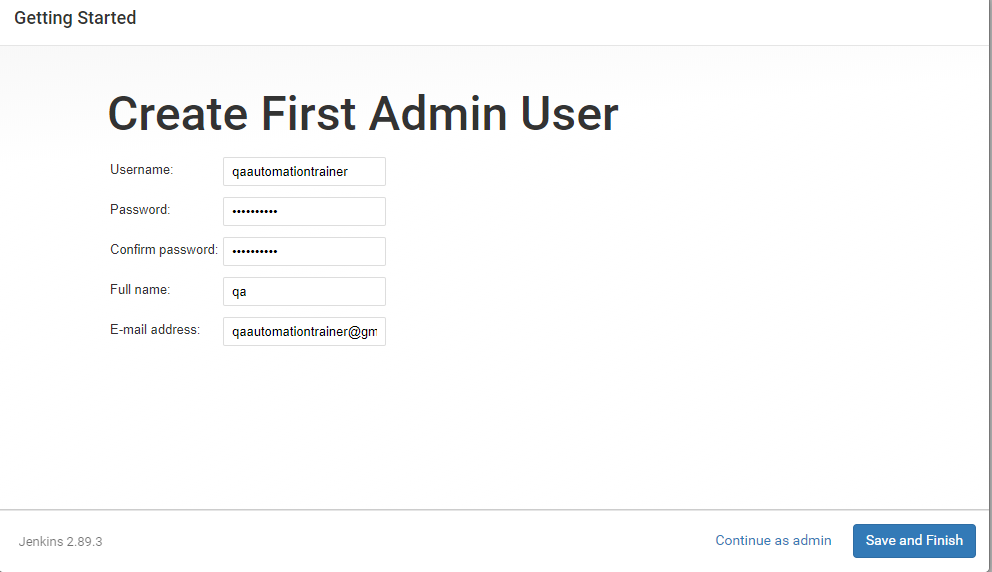 Getting Started
Create First Admin User
Username: qaautomationtrainer
Password: ••••••••••
Confirm password: ••••••••••
Full name: qa
E-mail address: qaautomationtrainer@gm
Jenkins 2.89.3 Continue as admin Save and Finish